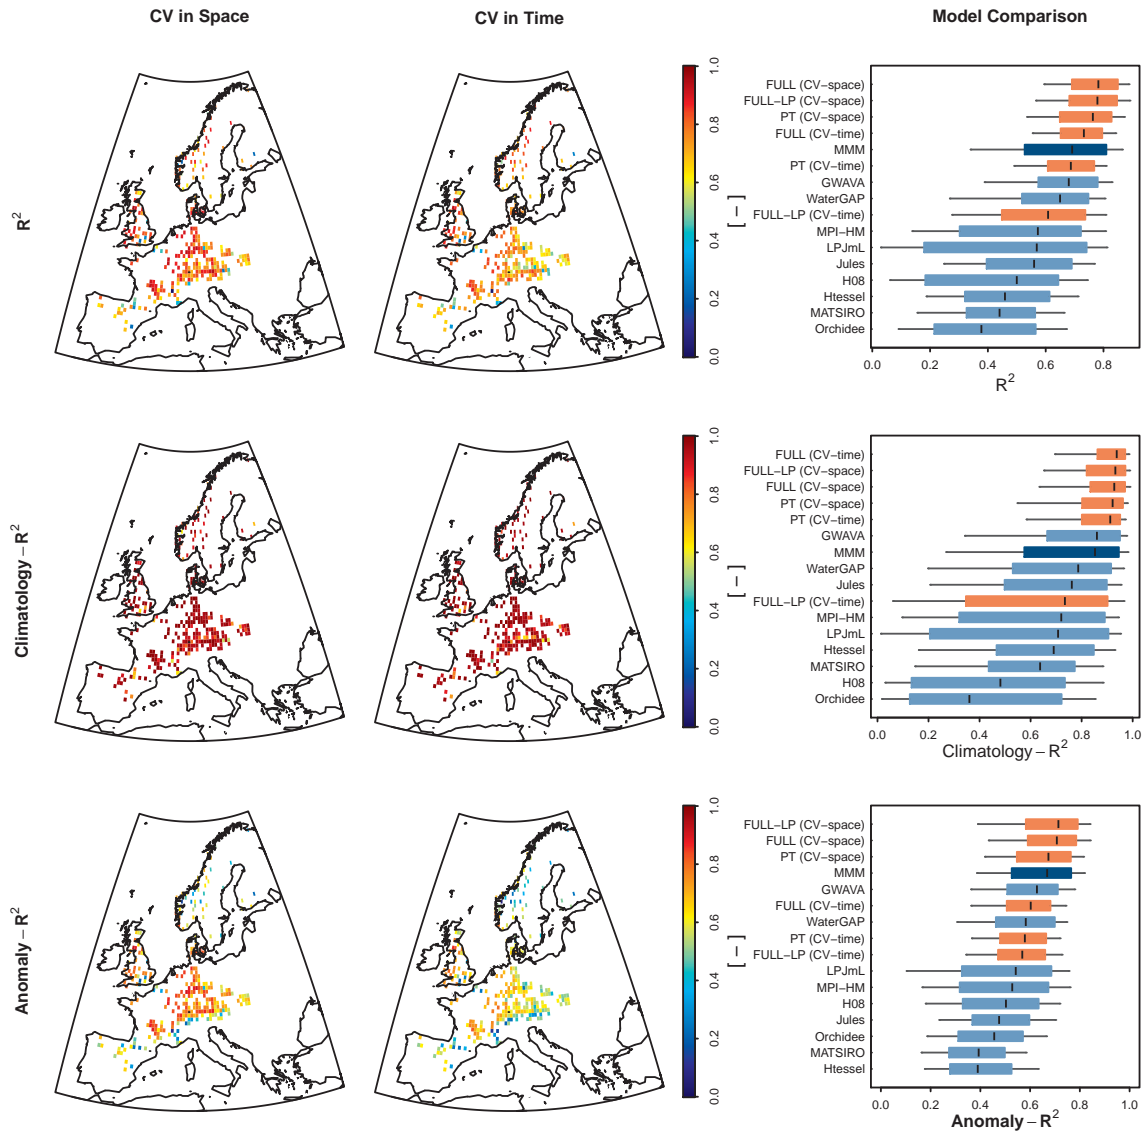 CV in Space
CV in Time
Model Comparison
R2
0.0 0.2 0.4 0.6 0.8 1.0
[ − ]
FULL (CV−space)
FULL−LP (CV−space)
PT (CV−space)
FULL (CV−time)
MMM
PT (CV−time)
GWAVA
WaterGAP
FULL−LP (CV−time)
MPI−HM
LPJmL
Jules
H08
Htessel
MATSIRO
Orchidee
0.0 0.2 0.4 0.6 0.8
R2
Climatology − R2
0.0 0.2 0.4 0.6 0.8 1.0
[ − ]
FULL (CV−time)
FULL−LP (CV−space)
FULL (CV−space)
PT (CV−space)
PT (CV−time)
GWAVA
MMM
WaterGAP
Jules
FULL−LP (CV−time)
MPI−HM
LPJmL
Htessel
MATSIRO
H08
Orchidee
0.0 0.2 0.4 0.6 0.8 1.0
Climatology − R2
Anomaly − R2
0.0 0.2 0.4 0.6 0.8 1.0
[ − ]
FULL−LP (CV−space)
FULL (CV−space)
PT (CV−space)
MMM
GWAVA
FULL (CV−time)
WaterGAP
PT (CV−time)
FULL−LP (CV−time)
LPJmL
MPI−HM
H08
Jules
Orchidee
MATSIRO
Htessel
0.0 0.2 0.4 0.6 0.8 1.0
Anomaly − R2